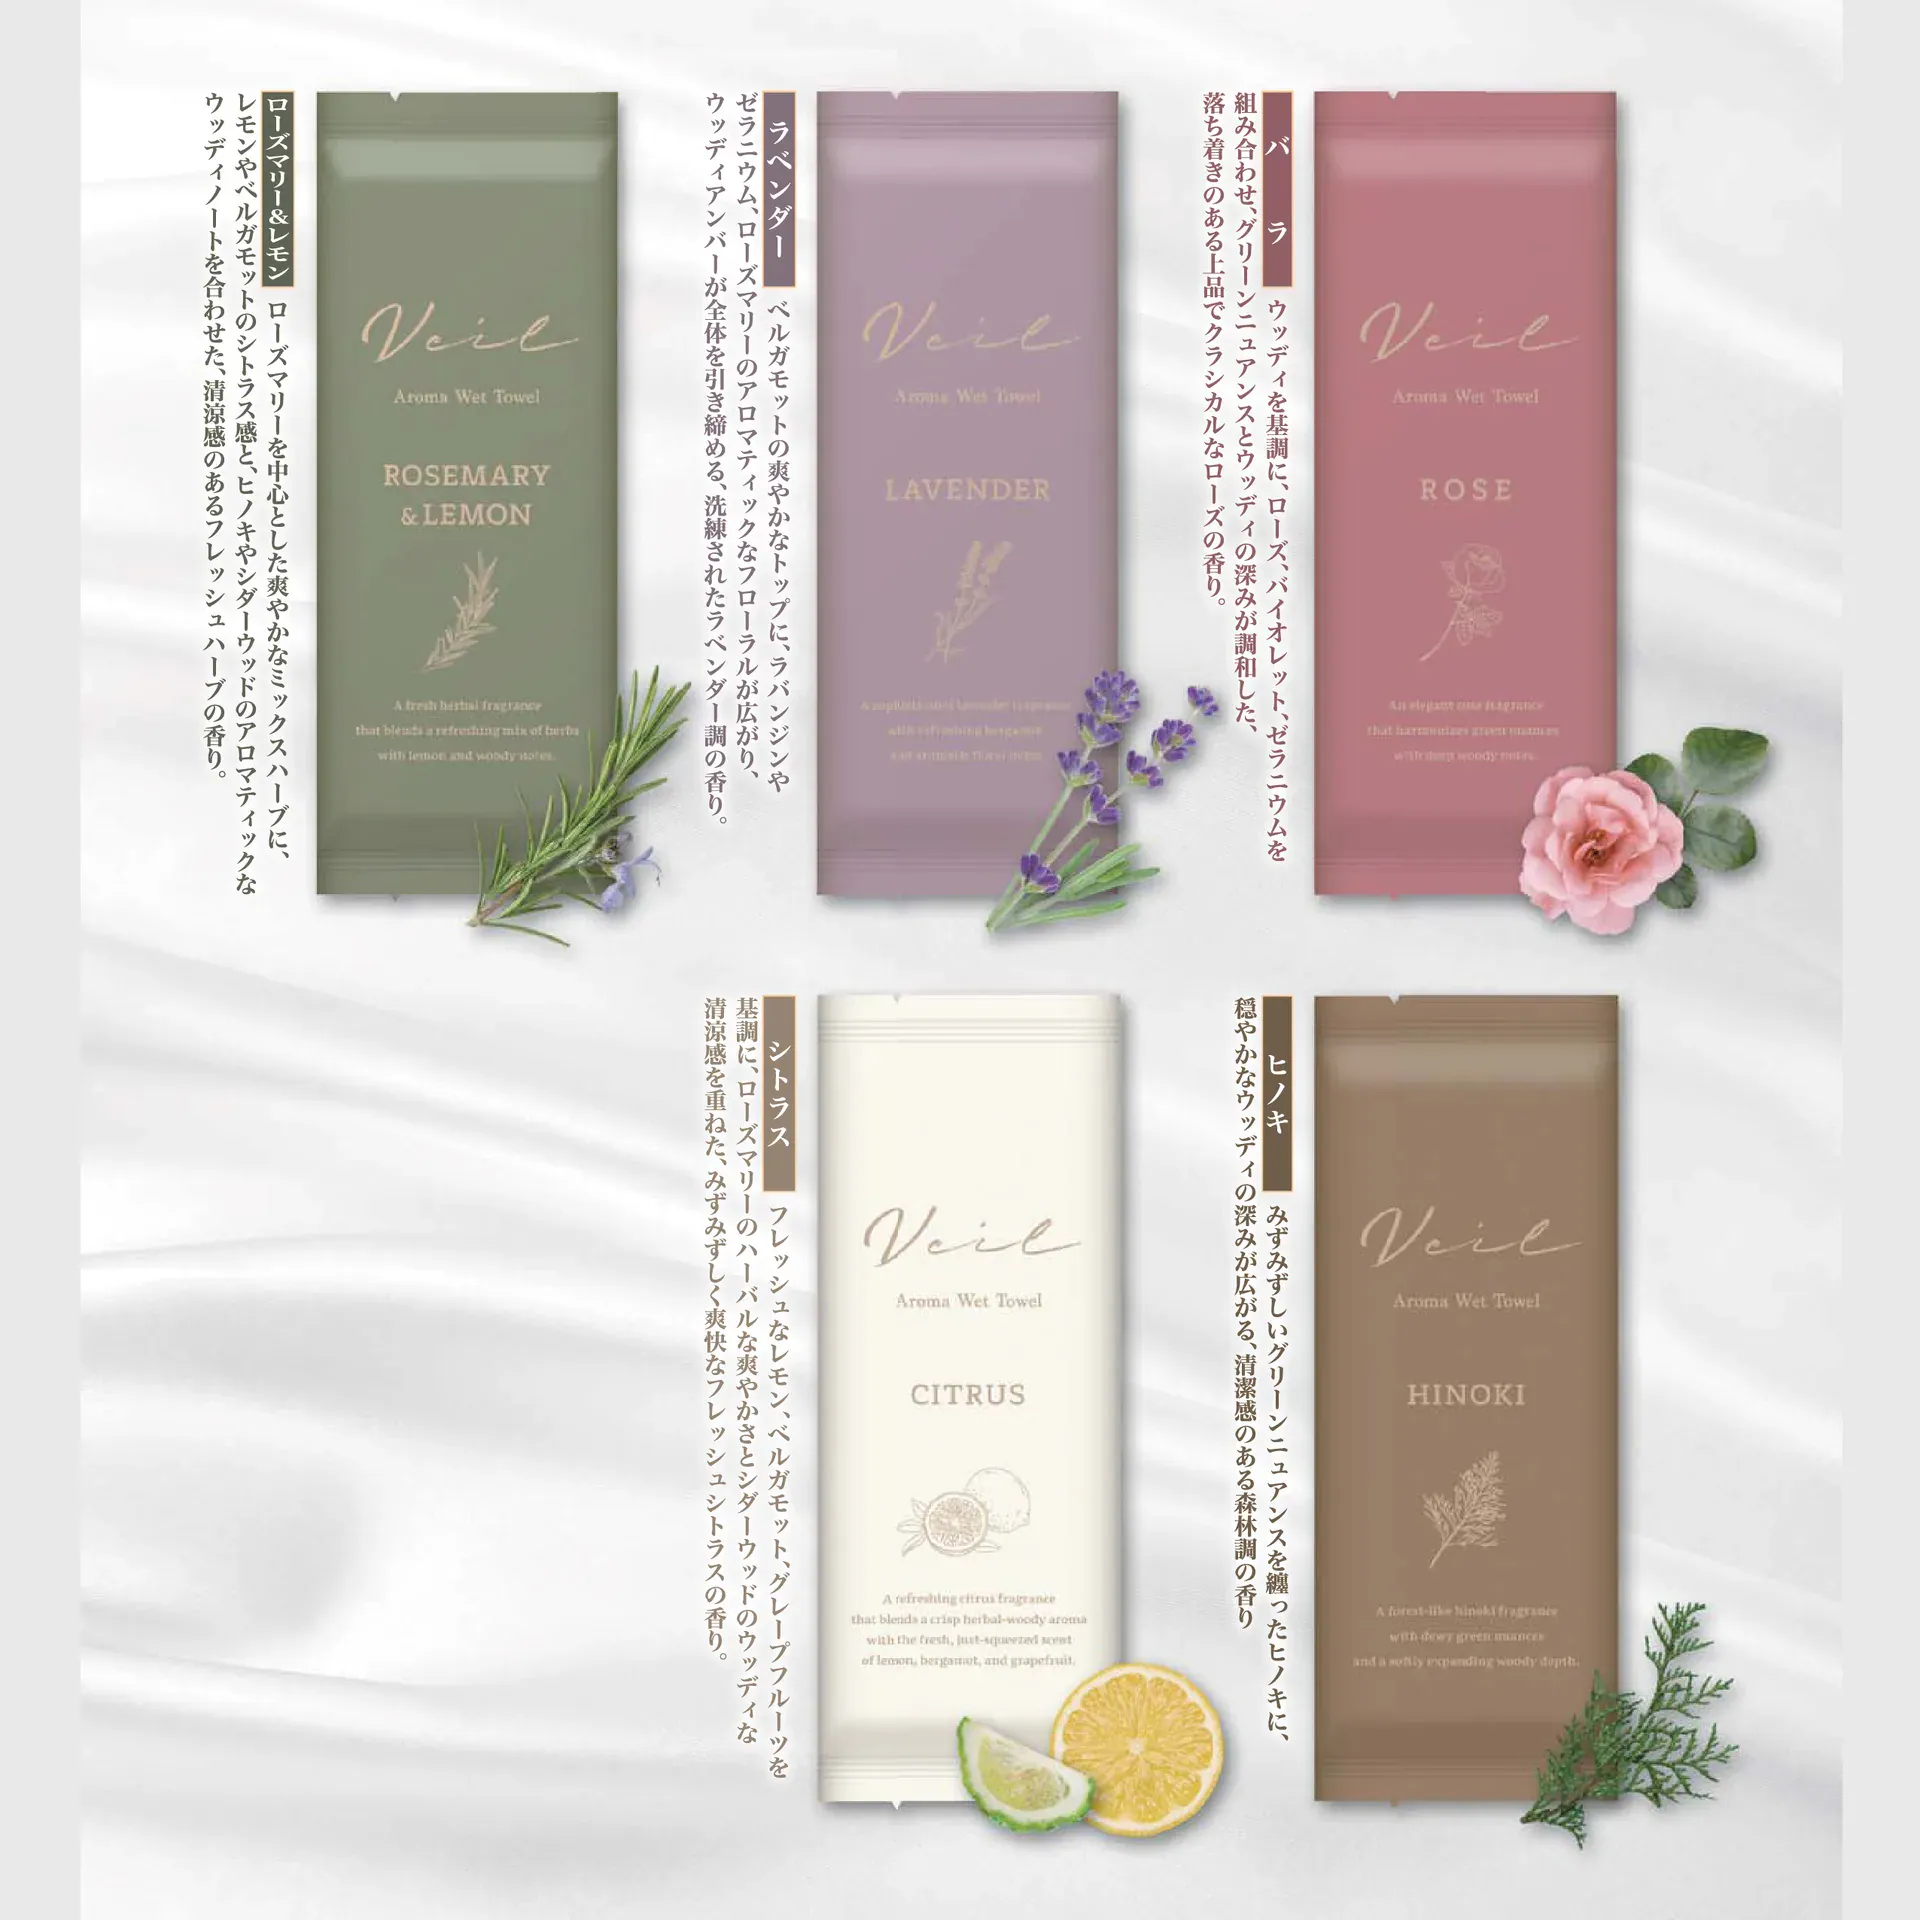 ローズマリー&レモン
ローズマリーを中心とした爽やかなミックスハーブに、
レモンやベルガモットのシトラス感と、ヒノキやシダーウッドのアロマティックな
ウッディノートを合わせた、清涼感のあるフレッシュハーブの香り。
Veil
Aroma Wet Towel
ROSEMARY
& LEMON
A fresh herbal fragrance
that blends a refreshing mix of herbs
with lemon and woody notes.
ラベンダー
ベルガモットの爽やかなトップに、ラバンジンや
ゼラニウム、ローズマリーのアロマティックなフローラルが広がり、
ウッディアンバーが全体を引き締める、洗練されたラベンダー調の香り。
Veil
Aroma Wet Towel
LAVENDER
A sophisticated lavender fragrance
with refreshing bergamot
and aromatic floral notes.
バラ
ウッディを基調に、ローズ、バイオレット、ゼラニウムを
組み合わせ、グリーンニュアンスとウッディの深みが調和した、
落ち着きのある上品でクラシカルなローズの香り。
Veil
Aroma Wet Towel
ROSE
An elegant rose fragrance
that harmonizes green nuances
with deep woody notes.
シトラス
フレッシュなレモン、ベルガモット、グレープフルーツを
基調に、ローズマリーのハーバルな爽やかさとシダーウッドのウッディな
清涼感を重ねた、みずみずしく爽快なフレッシュシトラスの香り。
Veil
Aroma Wet Towel
CITRUS
A refreshing citrus fragrance
that blends a crisp herbal-woody aroma
with the fresh, just-squeezed scent
of lemon, bergamot, and grapefruit.
ヒノキ
みずみずしいグリーンニュアンスを纏ったヒノキに、
穏やかなウッディの深みが広がる、清潔感のある森林調の香り
Veil
Aroma Wet Towel
HINOKI
A forest-like hinoki fragrance
with dewy green nuances
and a softly expanding woody depth.